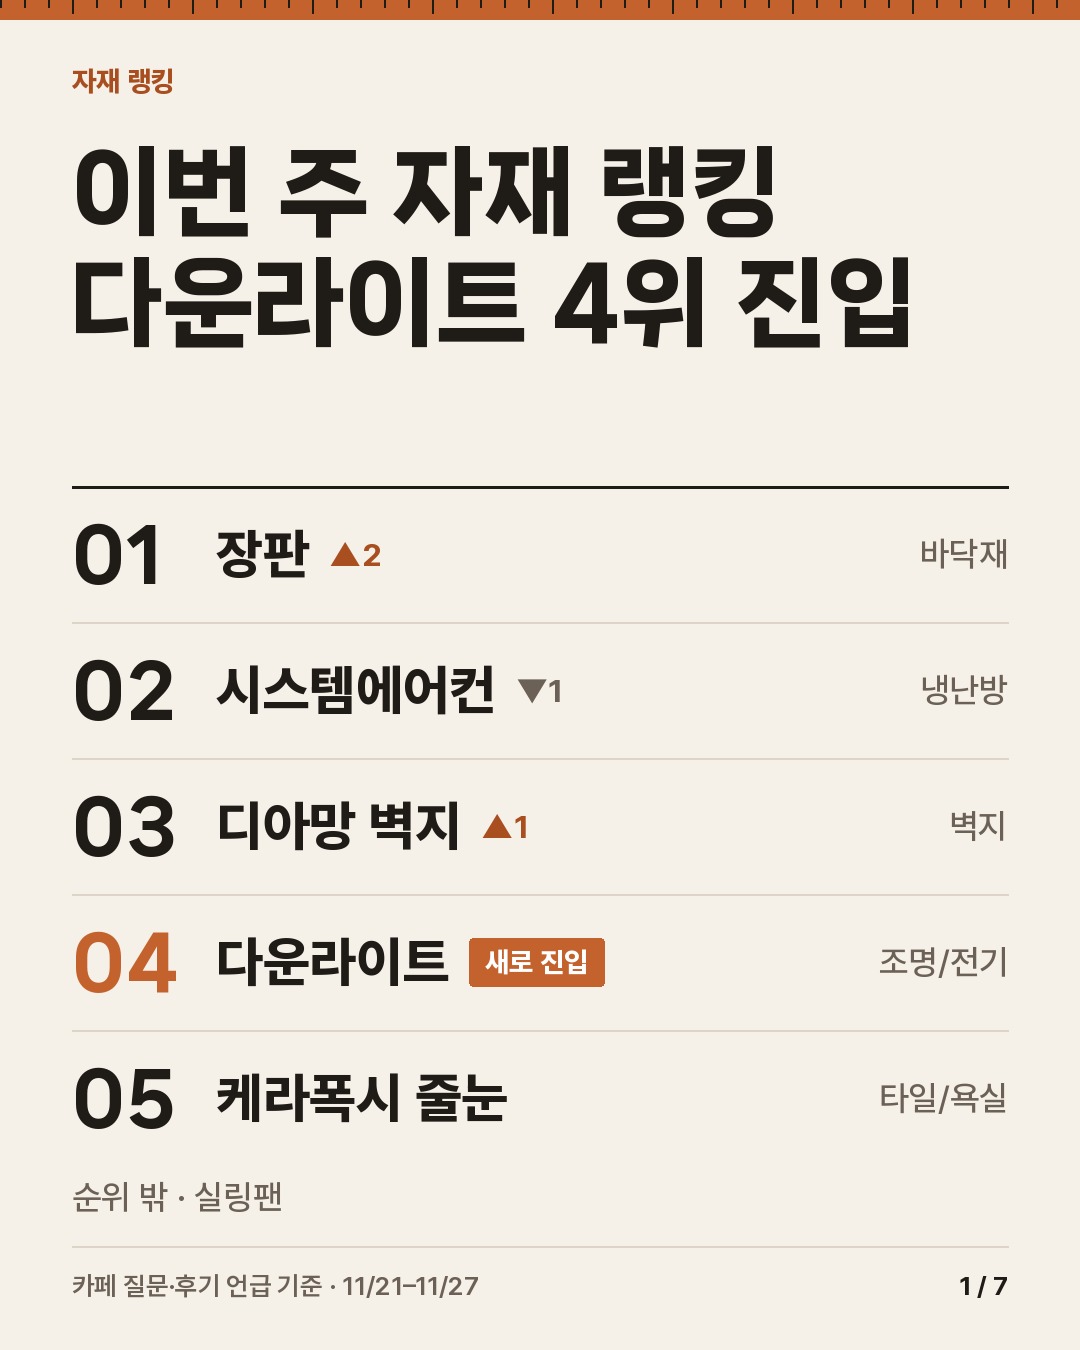 자재 랭킹
이번 주 자재 랭킹
다운라이트 4위 진입
01 장판 ▲2 바닥재
02 시스템에어컨 ▼1 냉난방
03 디아망 벽지 ▲1 벽지
04 다운라이트 새로 진입 조명/전기
05 케라폭시 줄눈 타일/욕실
순위 밖 · 실링팬
카페 질문·후기 언급 기준 · 11/21–11/27 1 / 7